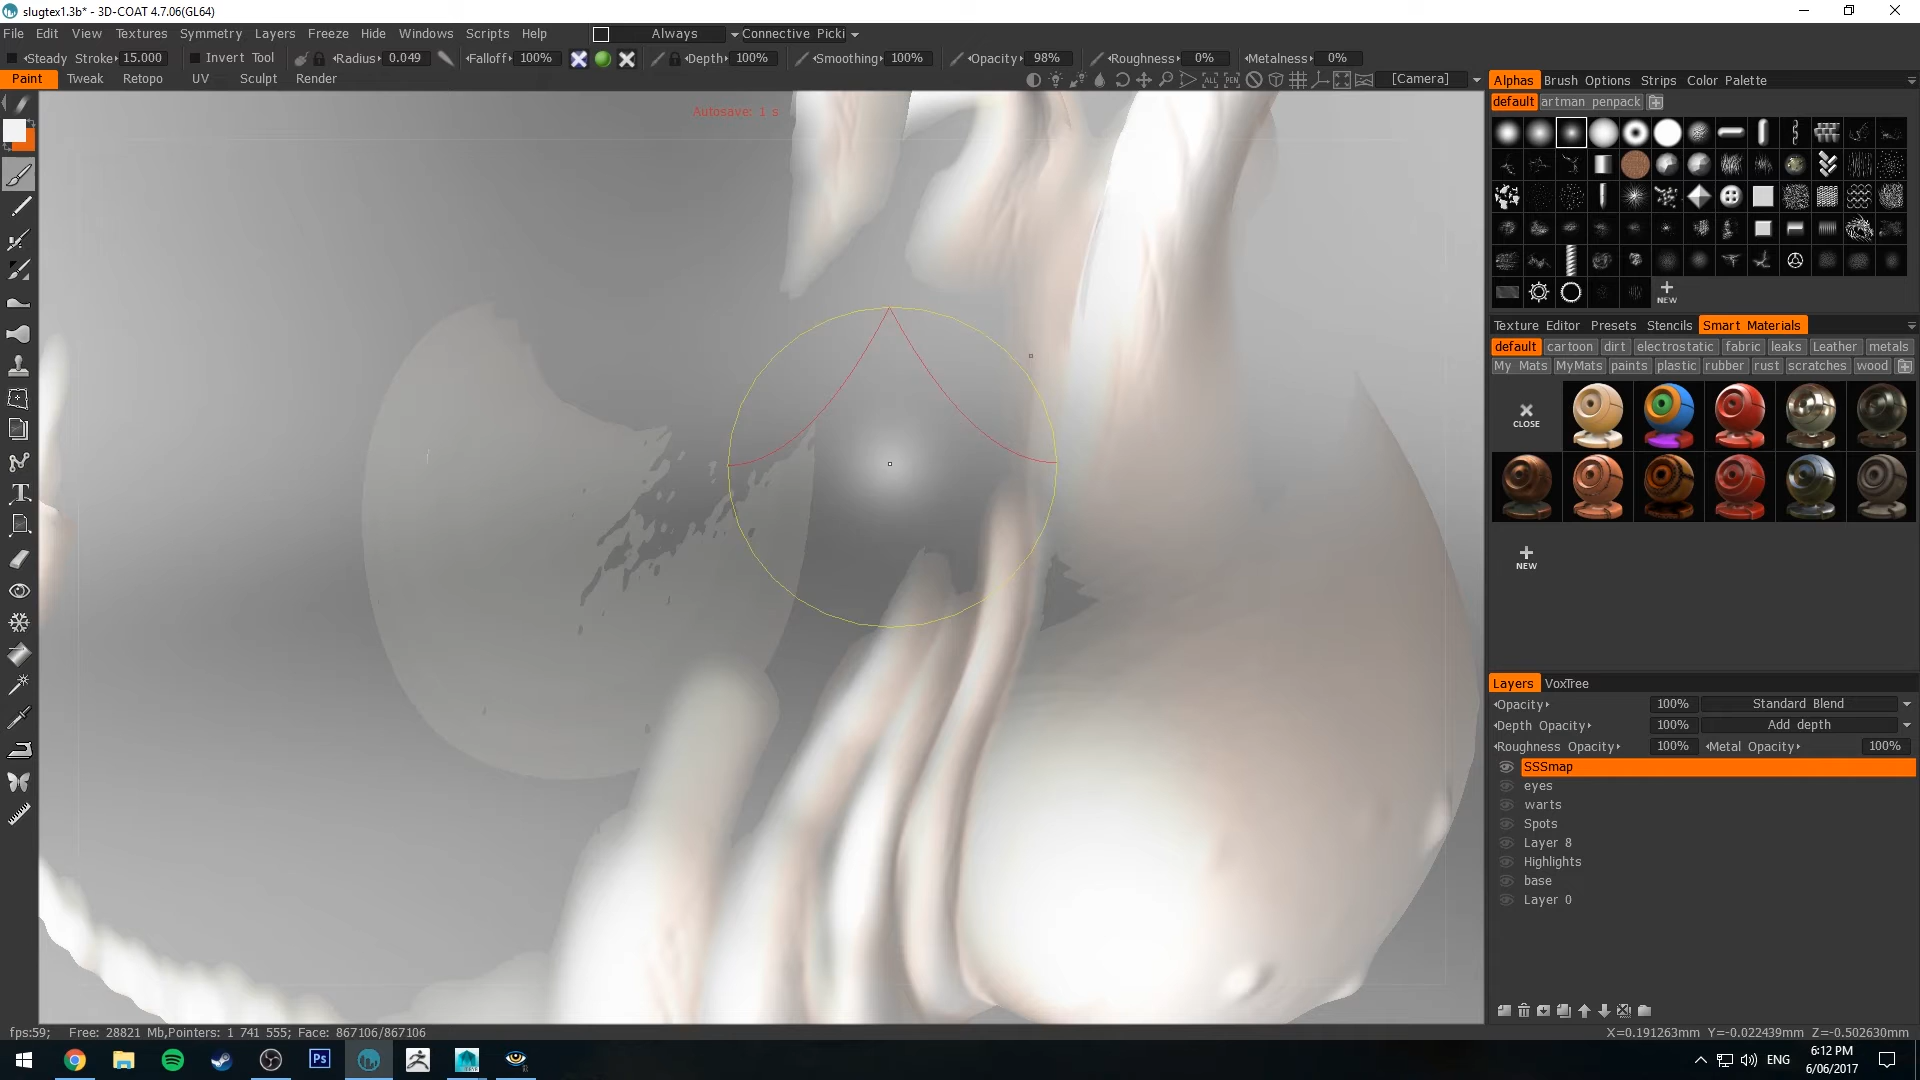 slugtex1.3b* - 3D-COAT 4.7.06(GL64)
File Edit View Textures Symmetry Layers Freeze Hide Windows Scripts Help Always Connective Picki
Steady Stroke 15.000 Invert Tool Radius 0.049 Falloff 100% Depth 100% Smoothing 100% Opacity 98% Roughness 0% Metalness 0%
Paint Tweak Retopo UV Sculpt Render [Camera]
Autosave: 1 s
Alphas Brush Options Strips Color Palette
default artman penpack
NEW
Texture Editor Presets Stencils Smart Materials
default cartoon dirt electrostatic fabric leaks Leather metals
My Mats MyMats paints plastic rubber rust scratches wood
CLOSE
NEW
Layers VoxTree
Opacity 100% Standard Blend
Depth Opacity 100% Add depth
Roughness Opacity 100% Metal Opacity 100%
SSSmap
eyes
warts
Spots
Layer 8
Highlights
base
Layer 0
fps:59; Free: 28821 Mb,Pointers: 1 741 555; Face: 867106/867106
X=0.191263mm Y=-0.022439mm Z=-0.502630mm
Ps
ENG
6:12 PM
6/06/2017